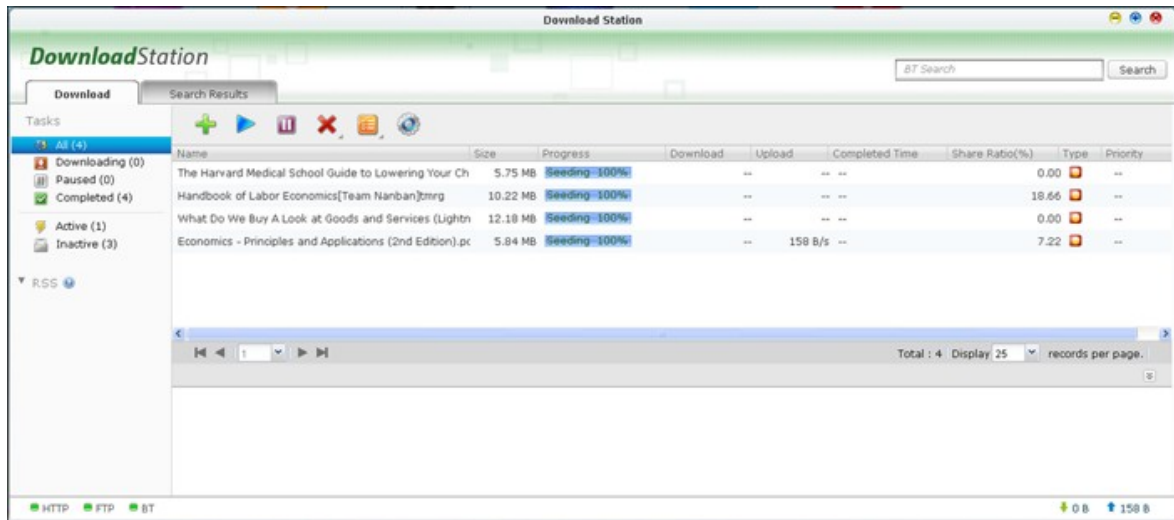 Download Station
DownloadStation
BT Search
Search
Download
Search Results
Tasks
All (4)
Downloading (0)
Paused (0)
Completed (4)
Active (1)
Inactive (3)
RSS
Name Size Progress Download Upload Completed Time Share Ratio(%) Type Priority
The Harvard Medical School Guide to Lowering Your Ch 5.75 MB Seeding 100% -- -- -- 0.00 --
Handbook of Labor Economics[Team Nanban]tmrg 10.22 MB Seeding 100% -- -- -- 18.66 --
What Do We Buy A Look at Goods and Services (Lightn 12.18 MB Seeding 100% -- -- -- 0.00 --
Economics - Principles and Applications (2nd Edition).pc 5.84 MB Seeding 100% -- 158 B/s -- 7.22 --
1
Total : 4 Display 25 records per page.
HTTP FTP BT
0 B 158 B